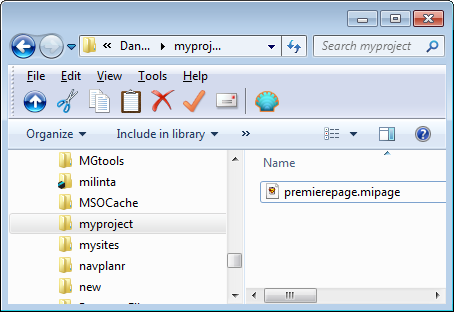 « Dan... ▸ myproj...
Search myproject
File Edit View Tools Help
Organize Include in library »
MGtools
milinta
MSOCache
myproject
mysites
navplanr
new
Name
premierepage.mipage